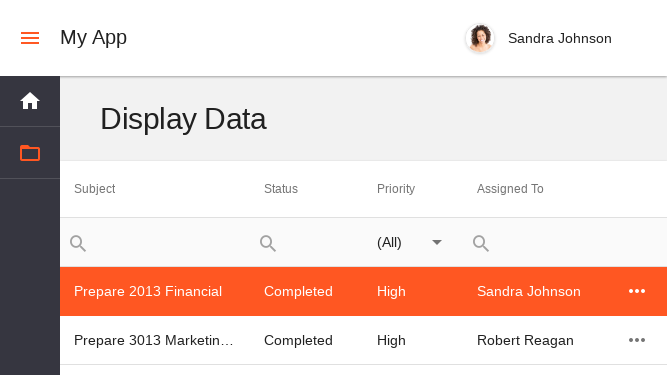 My App
Sandra Johnson
Display Data
Subject Status Priority Assigned To
(All)
Prepare 2013 Financial Completed High Sandra Johnson
Prepare 3013 Marketin… Completed High Robert Reagan